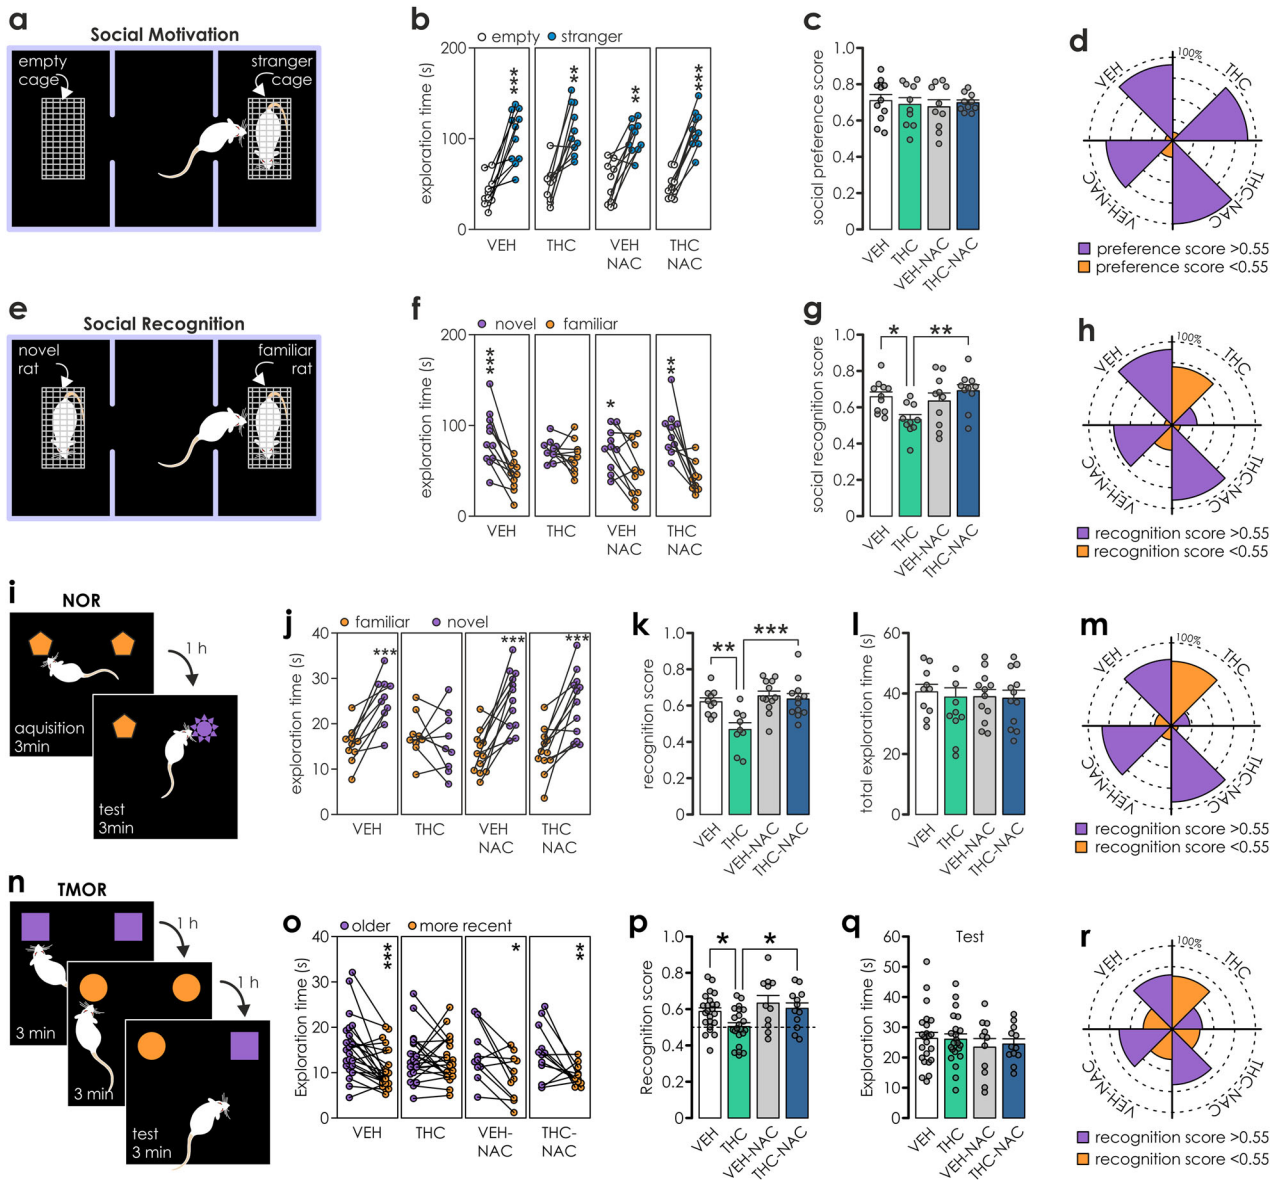 a
Social Motivation
empty
cage
stranger
cage
b
empty
stranger
exploration time (s)
200
100
0
***
**
**
***
VEH
THC
VEH
NAC
THC
NAC
c
social preference score
1.0
0.8
0.6
0.4
0.2
0
VEH
THC
VEH-NAC
THC-NAC
d
100%
VEH
THC
VEH-NAC
THC-NAC
preference score >0.55
preference score <0.55
e
Social Recognition
novel
rat
familiar
rat
f
novel
familiar
exploration time (s)
200
100
0
***
*
**
VEH
THC
VEH
NAC
THC
NAC
g
social recognition score
1.0
0.8
0.6
0.4
0.2
0
*
**
VEH
THC
VEH-NAC
THC-NAC
h
100%
VEH
THC
VEH-NAC
THC-NAC
recognition score >0.55
recognition score <0.55
i
NOR
1 h
aquisition
3min
test
3min
j
familiar
novel
exploration time (s)
40
30
20
10
0
***
***
***
VEH
THC
VEH
NAC
THC
NAC
k
recognition score
1.0
0.8
0.6
0.4
0.2
0
**
***
VEH
THC
VEH-NAC
THC-NAC
l
total exploration time (s)
60
40
20
0
VEH
THC
VEH-NAC
THC-NAC
m
100%
VEH
THC
VEH-NAC
THC-NAC
recognition score >0.55
recognition score <0.55
n
TMOR
1 h
1 h
3 min
3 min
test
3 min
o
older
more recent
Exploration time (s)
40
30
20
10
0
***
*
**
VEH
THC
VEH-
NAC
THC-
NAC
p
Recognition score
1.0
0.8
0.6
0.4
0.2
0
*
*
VEH
THC
VEH-NAC
THC-NAC
q
Test
Exploration time (s)
60
50
40
30
20
10
0
VEH
THC
VEH-NAC
THC-NAC
r
100%
VEH
THC
VEH-NAC
THC-NAC
recognition score >0.55
recognition score <0.55